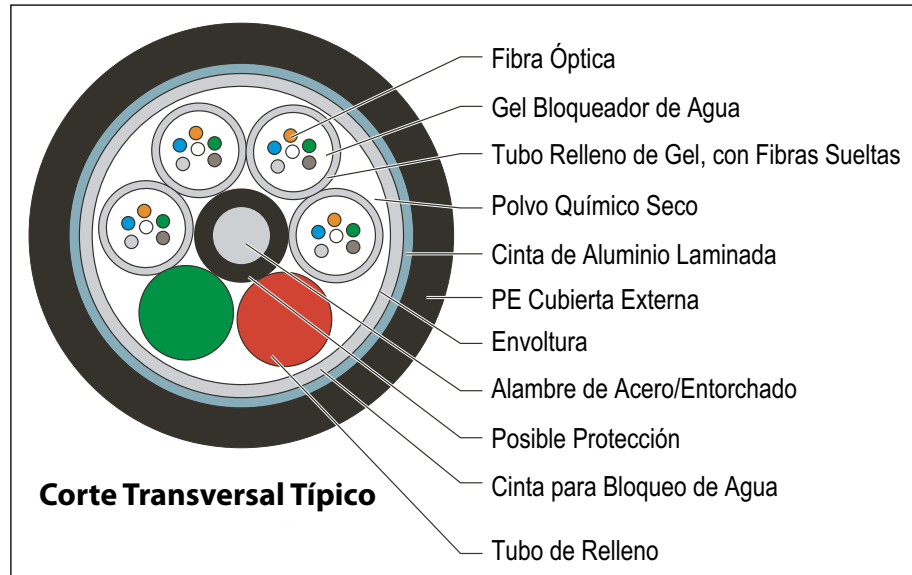 Fibra Óptica
Gel Bloqueador de Agua
Tubo Relleno de Gel, con Fibras Sueltas
Polvo Químico Seco
Cinta de Aluminio Laminada
PE Cubierta Externa
Envoltura
Alambre de Acero/Entorchado
Posible Protección
Cinta para Bloqueo de Agua
Tubo de Relleno
Corte Transversal Típico